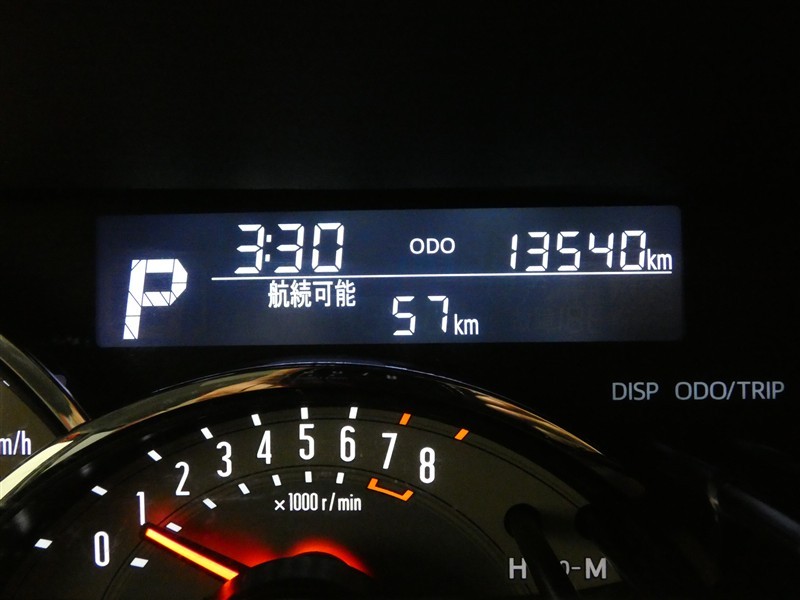 3:30 ODO 13540km
P
航続可能
57km
DISP ODO/TRIP
m/h
0 1 2 3 4 5 6 7 8
×1000 r/min